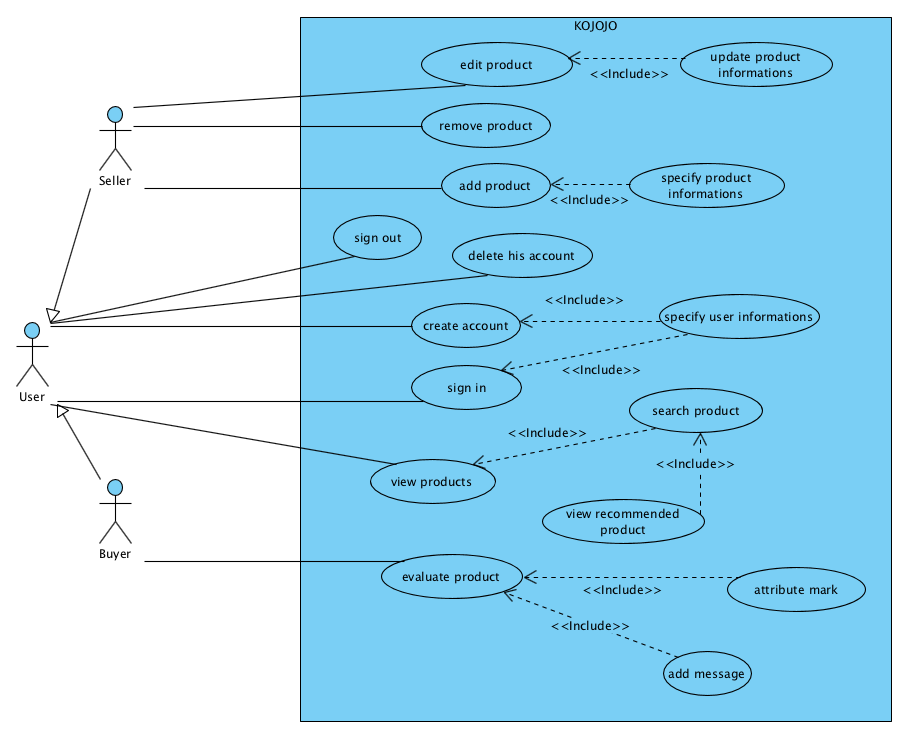 KOJOJO
edit product
<<Include>>
update product
informations
remove product
Seller
add product
<<Include>>
specify product
informations
sign out
delete his account
<<Include>>
create account
specify user informations
<<Include>>
sign in
User
search product
<<Include>>
<<Include>>
view products
view recommended
product
Buyer
evaluate product
<<Include>>
attribute mark
<<Include>>
add message